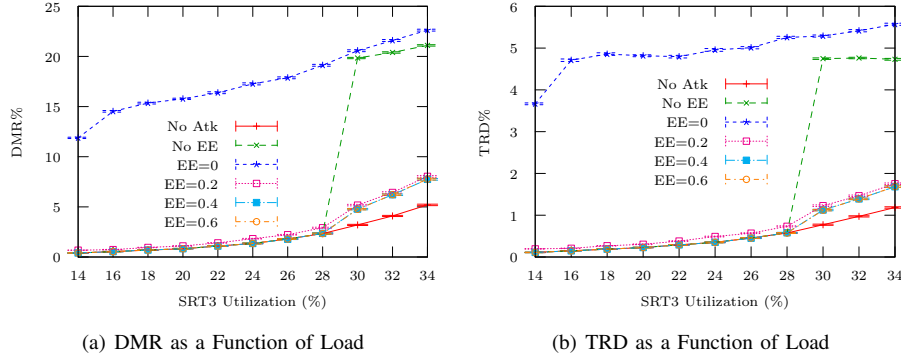 25
20
15
10
5
0
DMR%
No Atk
No EE
EE=0
EE=0.2
EE=0.4
EE=0.6
14 16 18 20 22 24 26 28 30 32 34
SRT3 Utilization (%)
(a) DMR as a Function of Load
6
5
4
3
2
1
0
TRD%
No Atk
No EE
EE=0
EE=0.2
EE=0.4
EE=0.6
14 16 18 20 22 24 26 28 30 32 34
SRT3 Utilization (%)
(b) TRD as a Function of Load